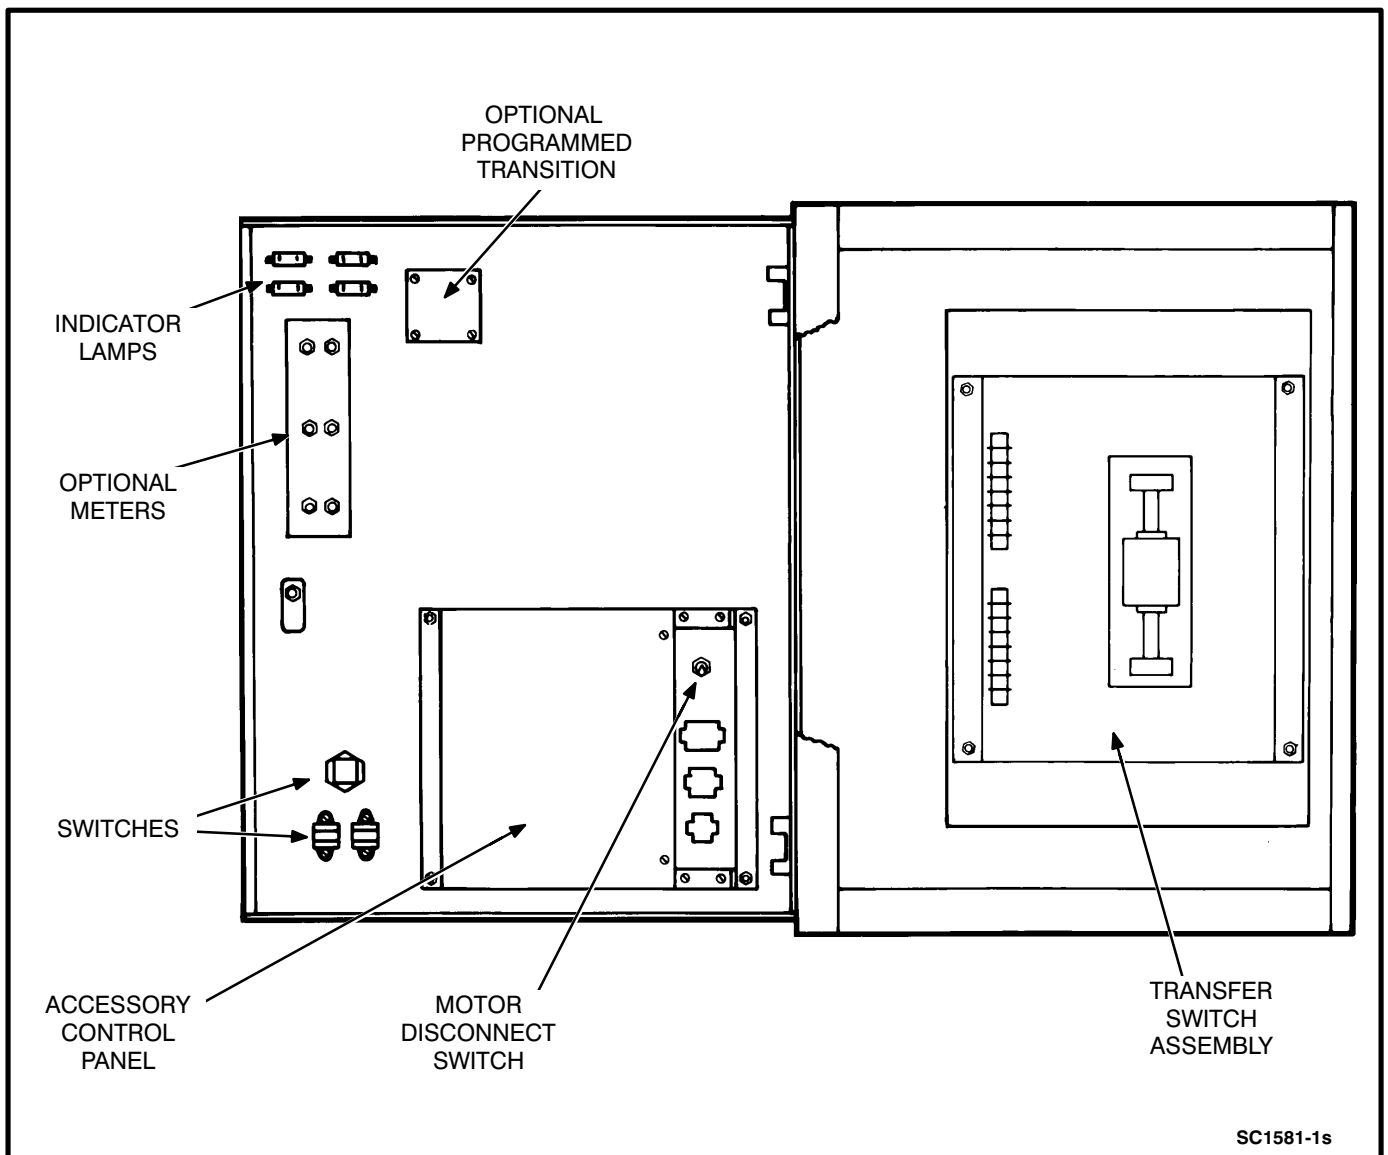 OPTIONAL
PROGRAMMED
TRANSITION
INDICATOR
LAMPS
OPTIONAL
METERS
SWITCHES
ACCESSORY
CONTROL
PANEL
MOTOR
DISCONNECT
SWITCH
TRANSFER
SWITCH
ASSEMBLY
SC1581-1s